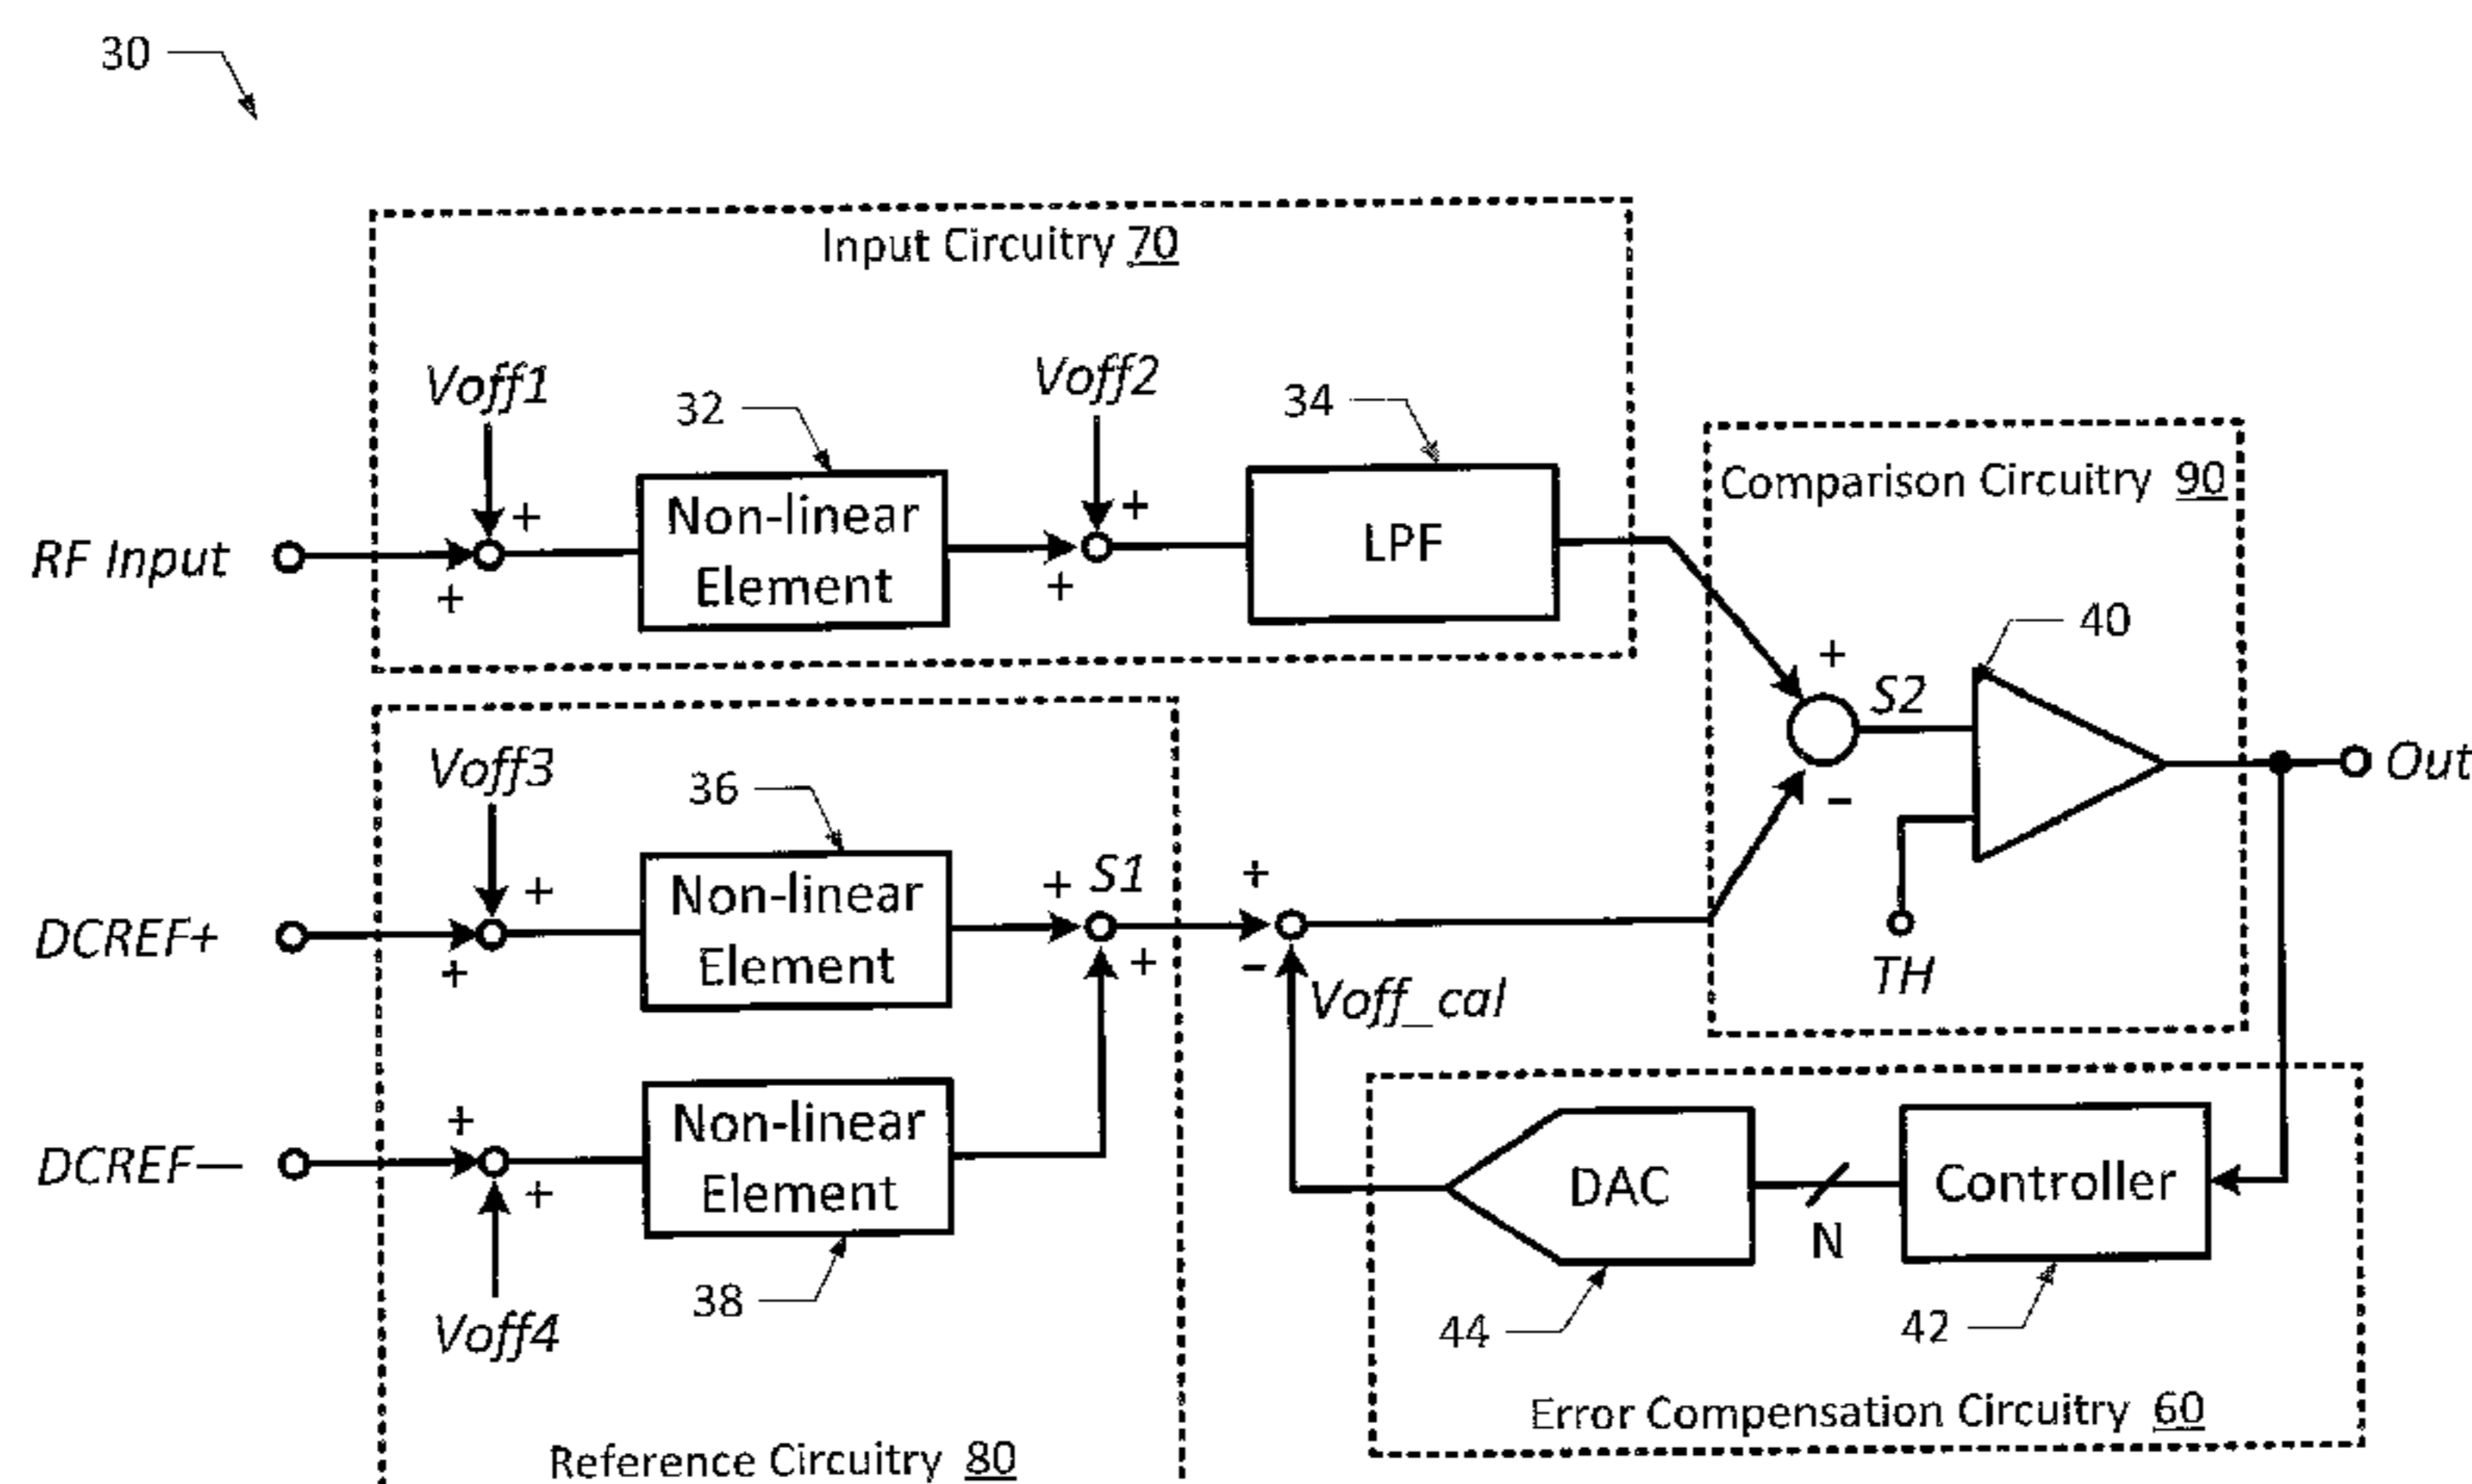 30
Input Circuitry 70
Voff1
Voff2
32
34
Non-linear
Element
LPF
RF Input
+
+
+
+
Comparison Circuitry 90
40
+
S2
−
Out
TH
Voff3
36
Non-linear
Element
DCREF+
+
+
+
S1
+
+
−
Voff_cal
DCREF−
+
+
Non-linear
Element
38
Voff4
DAC
N
Controller
44
42
Error Compensation Circuitry 60
Reference Circuitry 80